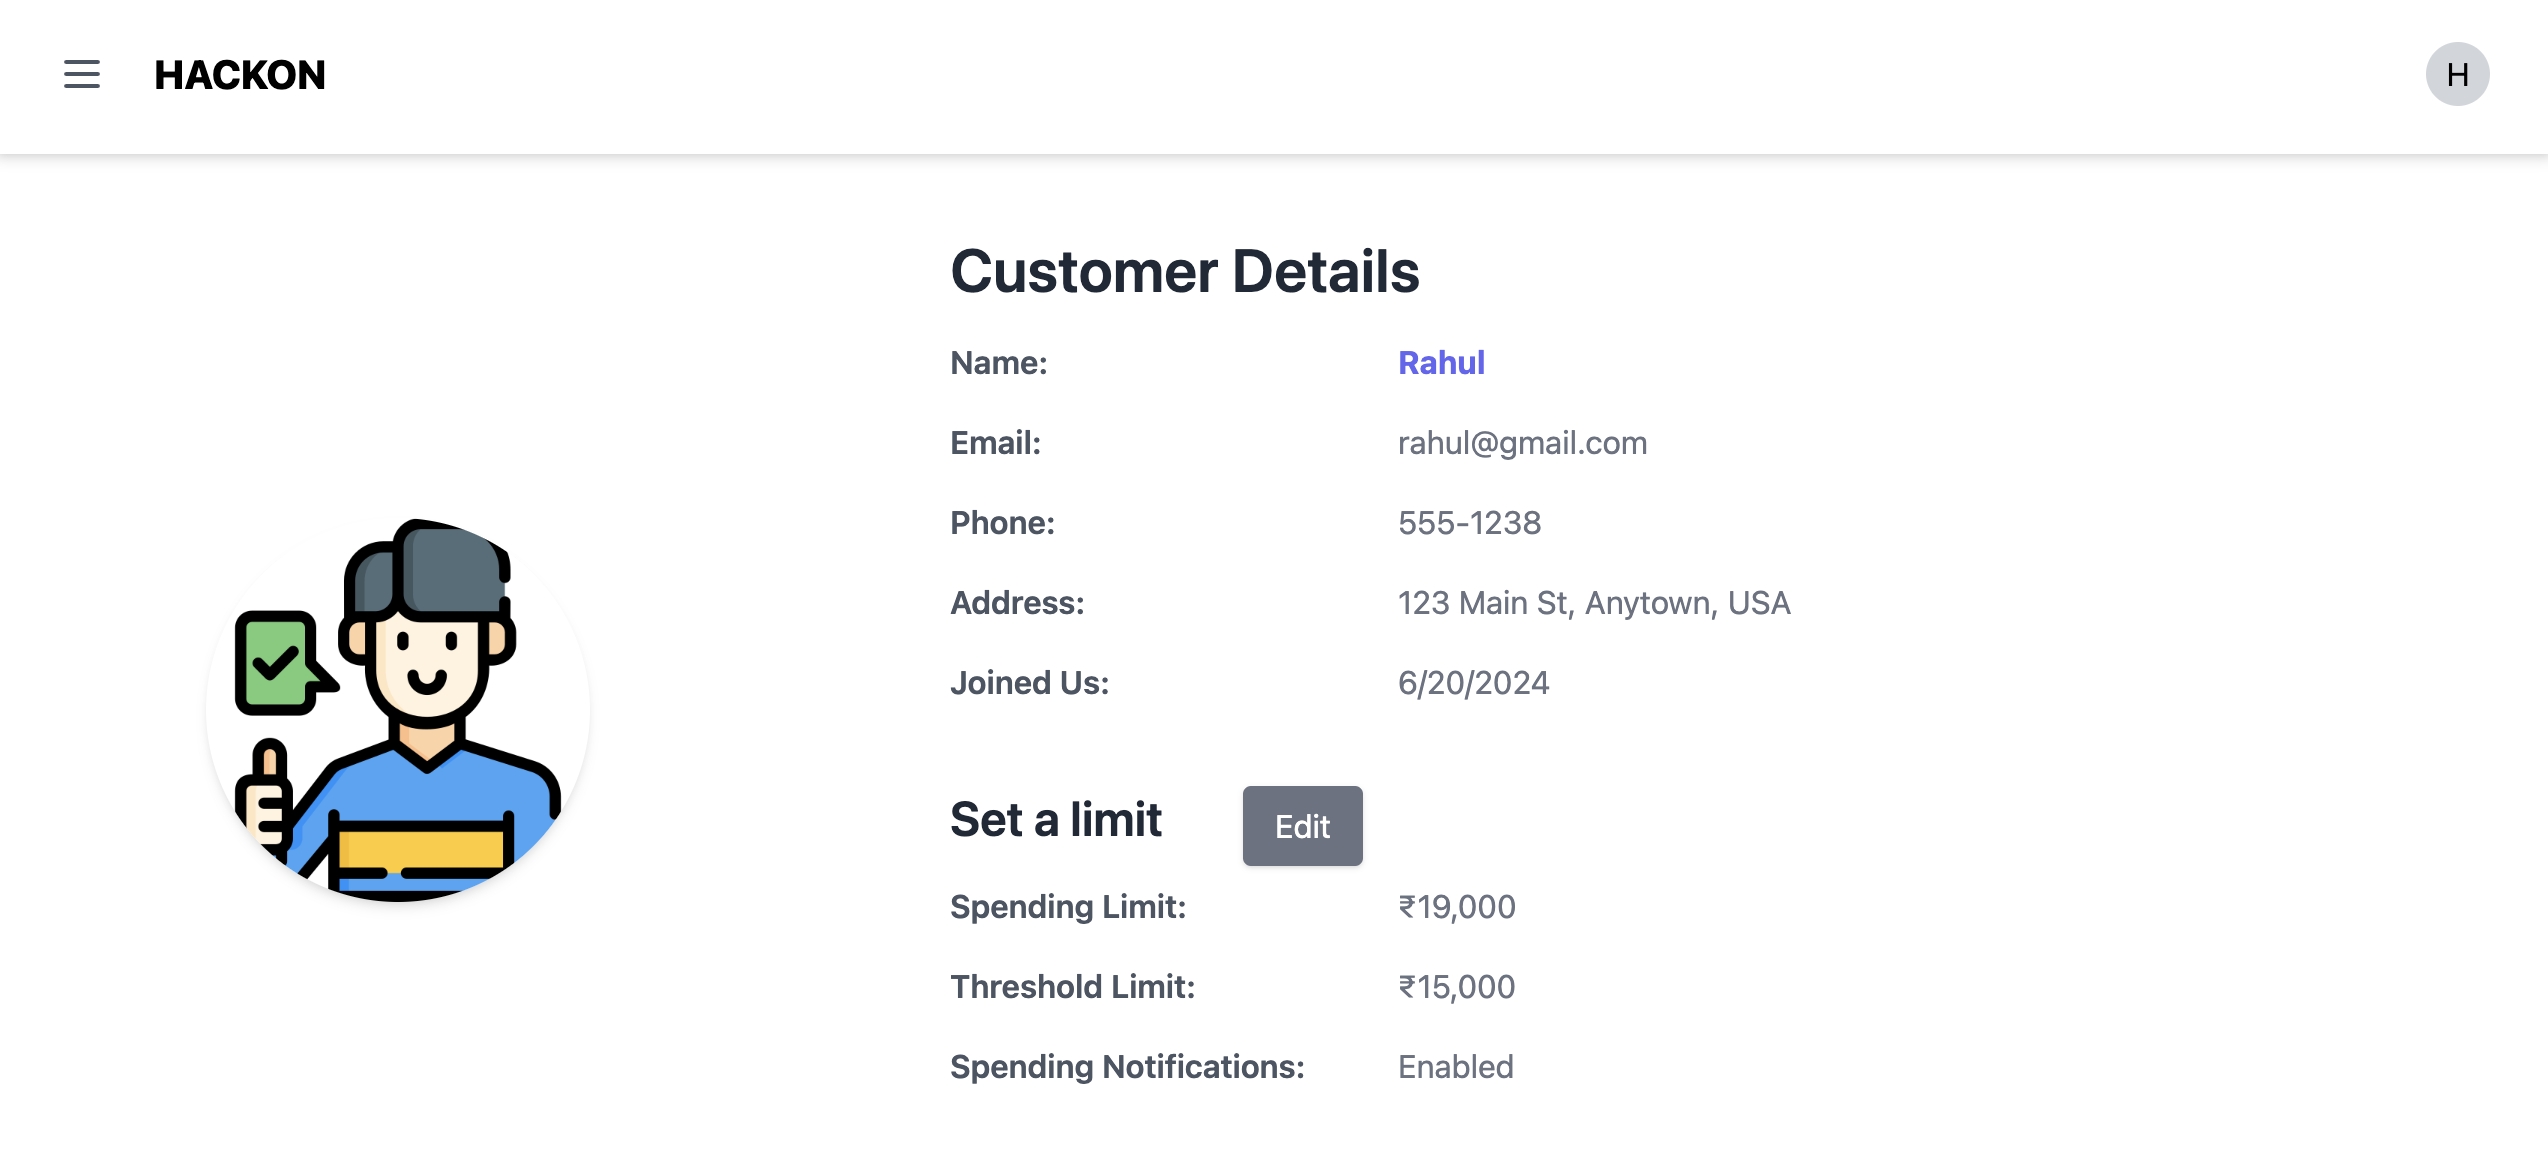 HACKON
H
Customer Details
Name: Rahul
Email: rahul@gmail.com
Phone: 555-1238
Address: 123 Main St, Anytown, USA
Joined Us: 6/20/2024
Set a limit Edit
Spending Limit: ₹19,000
Threshold Limit: ₹15,000
Spending Notifications: Enabled